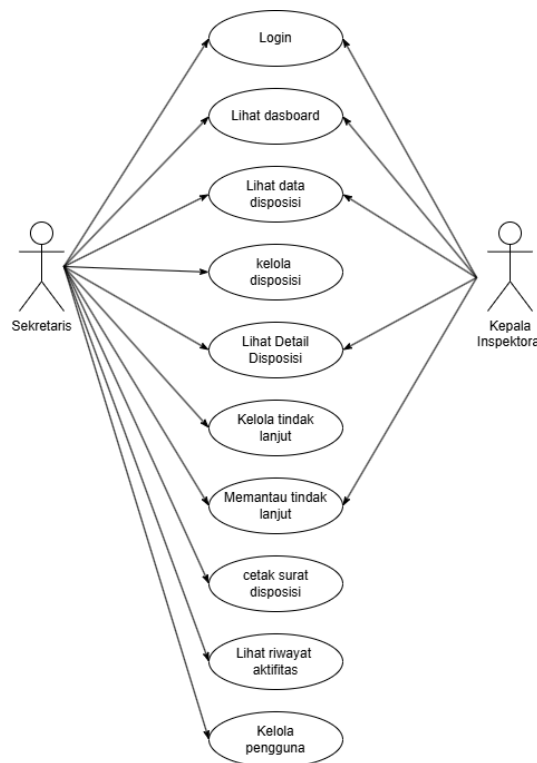 Login
Lihat dasboard
Lihat data
disposisi
kelola
disposisi
Sekretaris
Kepala
Inspektora
Lihat Detail
Disposisi
Kelola tindak
lanjut
Memantau tindak
lanjut
cetak surat
disposisi
Lihat riwayat
aktifitas
Kelola
pengguna